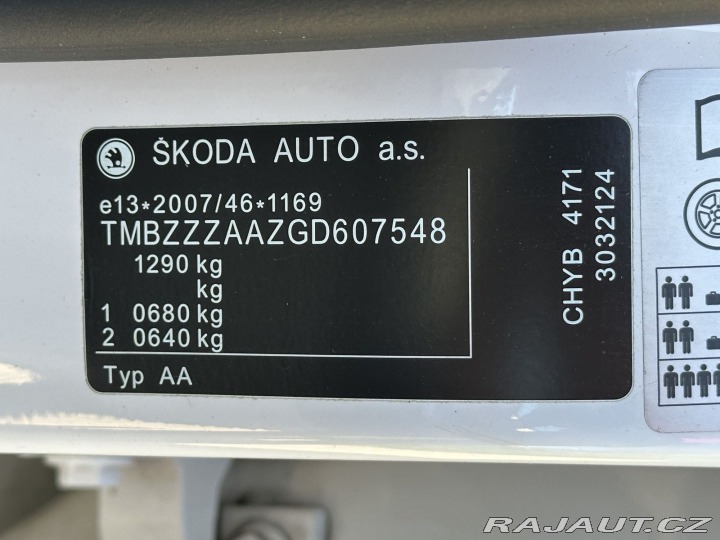 ŠKODA AUTO a.s.
e13*2007/46*1169
TMBZZZAAZGD607548
1290 kg
kg
1 0680 kg
2 0640 kg
Typ AA
CHYB 4171
3032124
RAJAUT.CZ